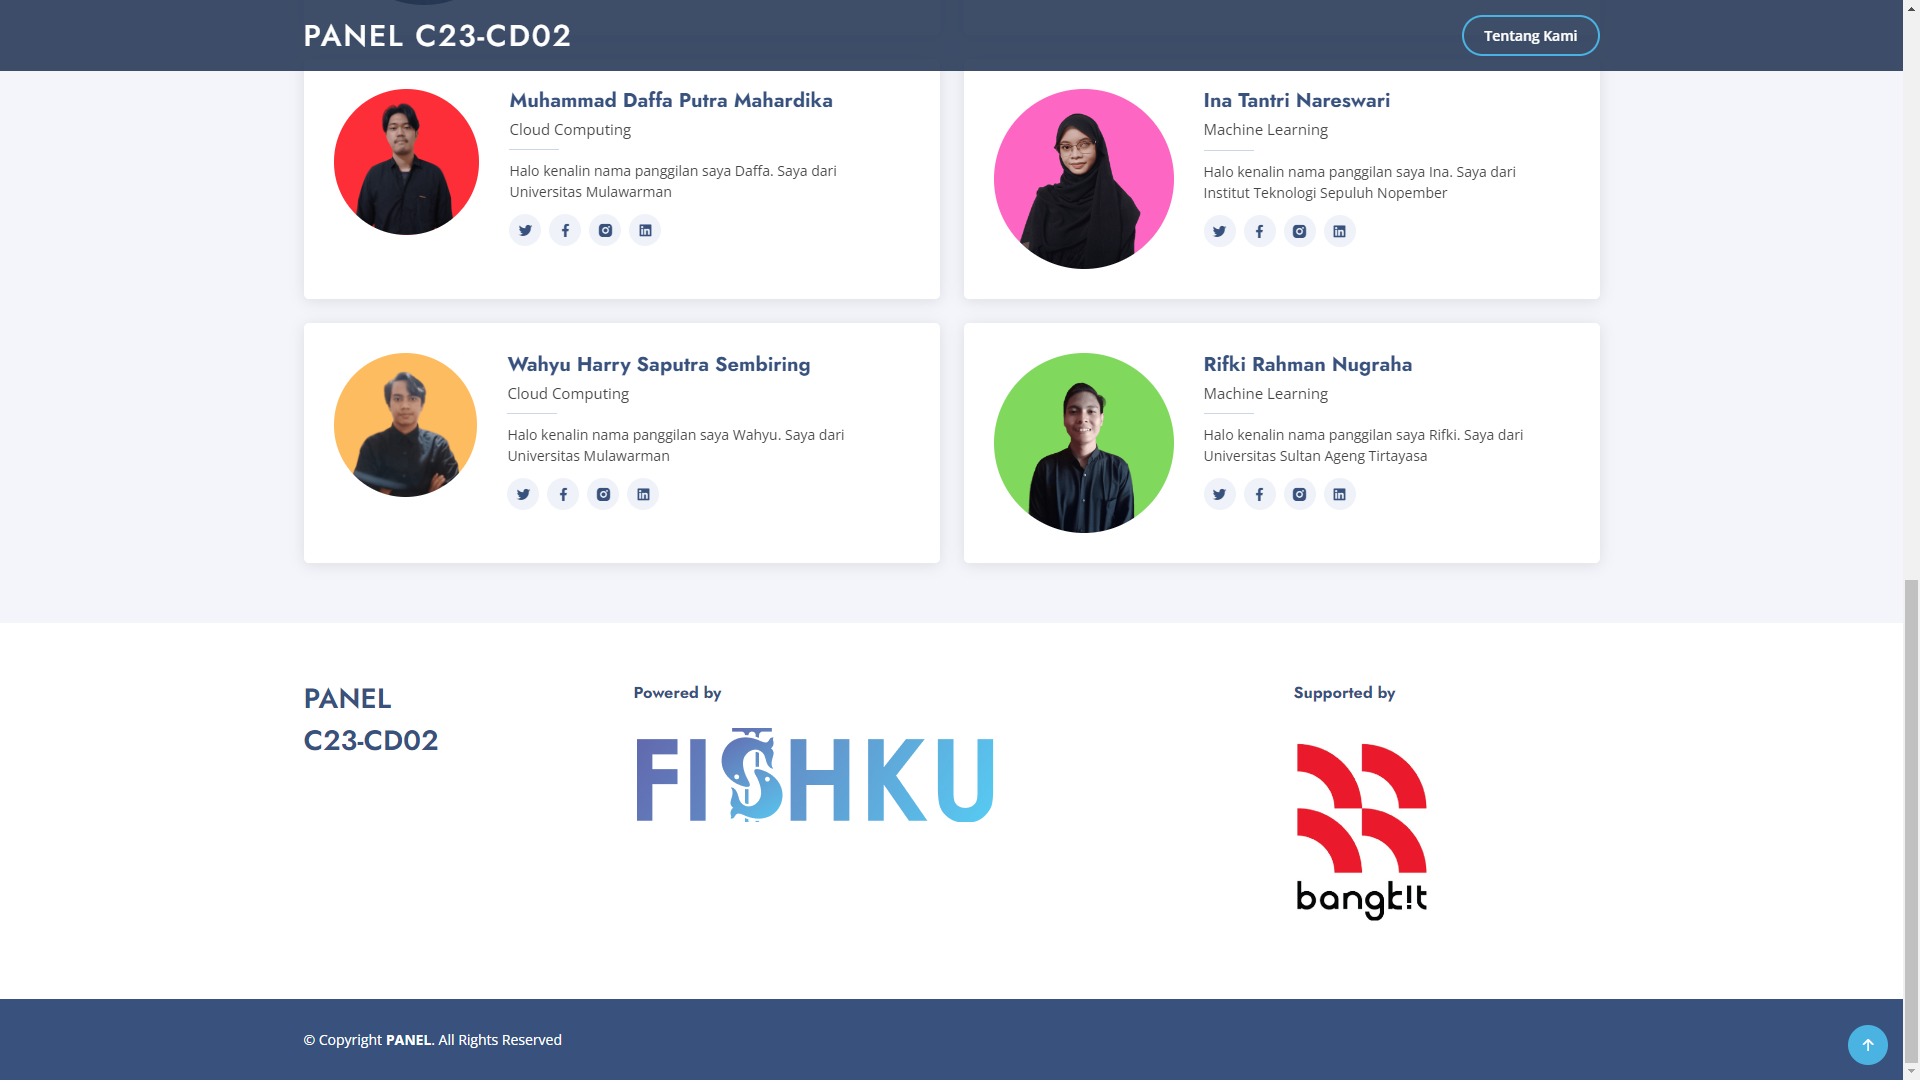 PANEL C23-CD02
Tentang Kami
Muhammad Daffa Putra Mahardika
Cloud Computing
Halo kenalin nama panggilan saya Daffa. Saya dari
Universitas Mulawarman
Ina Tantri Nareswari
Machine Learning
Halo kenalin nama panggilan saya Ina. Saya dari
Institut Teknologi Sepuluh Nopember
Wahyu Harry Saputra Sembiring
Cloud Computing
Halo kenalin nama panggilan saya Wahyu. Saya dari
Universitas Mulawarman
Rifki Rahman Nugraha
Machine Learning
Halo kenalin nama panggilan saya Rifki. Saya dari
Universitas Sultan Ageng Tirtayasa
PANEL
C23-CD02
Powered by
FISHKU
Supported by
bangk!t
© Copyright PANEL. All Rights Reserved